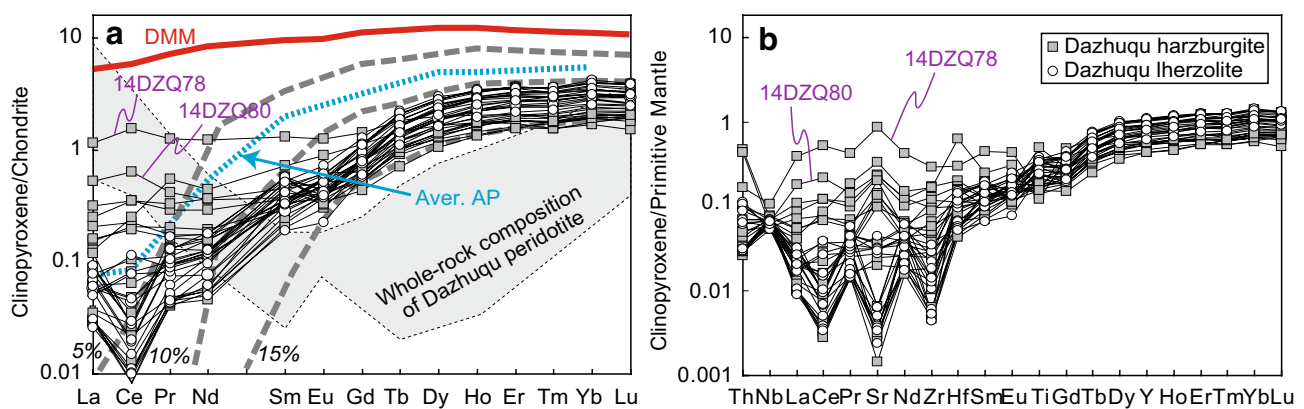 a
DMM
14DZQ78
14DZQ80
Aver. AP
Whole-rock composition
of Dazhuqu peridotite
5%
10%
15%
Clinopyroxene/Chondrite
10
1
0.1
0.01
La Ce Pr Nd Sm Eu Gd Tb Dy Ho Er Tm Yb Lu
b
Dazhuqu harzburgite
Dazhuqu lherzolite
14DZQ78
14DZQ80
Clinopyroxene/Primitive Mantle
10
1
0.1
0.01
0.001
Th Nb La Ce Pr Sr Nd Zr Hf Sm Eu Ti Gd Tb Dy Y Ho Er Tm Yb Lu